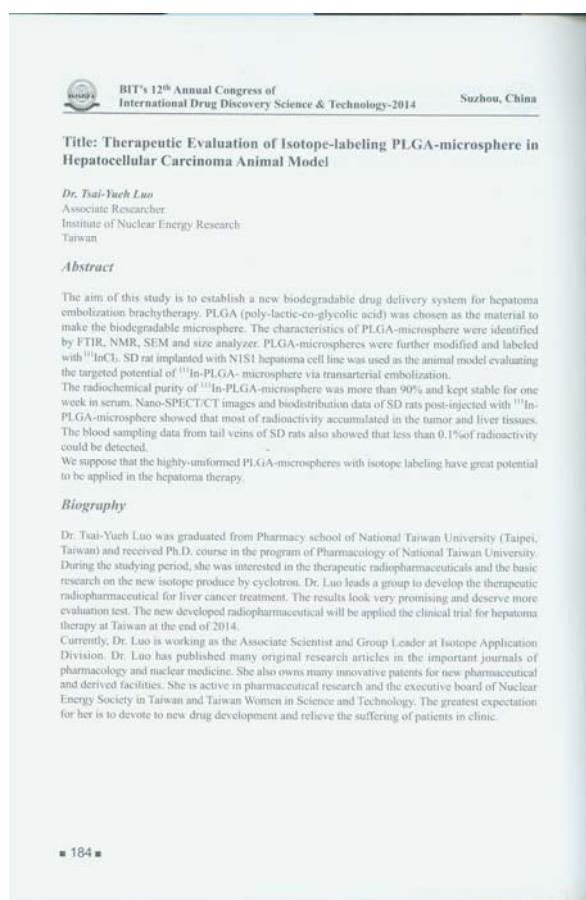 BIT's 12th Annual Congress of
International Drug Discovery Science & Technology-2014
Suzhou, China
Title: Therapeutic Evaluation of Isotope-labeling PLGA-microsphere in
Hepatocellular Carcinoma Animal Model
Dr. Tsai-Yueh Luo
Associate Researcher
Institute of Nuclear Energy Research
Taiwan
Abstract
The aim of this study is to establish a new biodegradable drug delivery system for hepatoma
embolization brachytherapy. PLGA (poly-lactic-co-glycolic acid) was chosen as the material to
make the biodegradable microsphere. The characteristics of PLGA-microsphere were identified
by FTIR, NMR, SEM and size analyzer. PLGA-microspheres were further modified and labeled
with ¹¹¹InCl₃. SD rat implanted with N1S1 hepatoma cell line was used as the animal model evaluating
the targeted potential of ¹¹¹In-PLGA- microsphere via transarterial embolization.
The radiochemical purity of ¹¹¹In-PLGA-microsphere was more than 90% and kept stable for one
week in serum. Nano-SPECT/CT images and biodistribution data of SD rats post-injected with ¹¹¹In-
PLGA-microsphere showed that most of radioactivity accumulated in the tumor and liver tissues.
The blood sampling data from tail veins of SD rats also showed that less than 0.1%of radioactivity
could be detected.
We suppose that the highly-uniformed PLGA-microspheres with isotope labeling have great potential
to be applied in the hepatoma therapy.
Biography
Dr. Tsai-Yueh Luo was graduated from Pharmacy school of National Taiwan University (Taipei,
Taiwan) and received Ph.D. course in the program of Pharmacology of National Taiwan University.
During the studying period, she was interested in the therapeutic radiopharmaceuticals and the basic
research on the new isotope produce by cyclotron. Dr. Luo leads a group to develop the therapeutic
radiopharmaceutical for liver cancer treatment. The results look very promising and deserve more
evaluation test. The new developed radiopharmaceutical will be applied the clinical trial for hepatoma
therapy at Taiwan at the end of 2014.
Currently, Dr. Luo is working as the Associate Scientist and Group Leader at Isotope Application
Division. Dr. Luo has published many original research articles in the important journals of
pharmacology and nuclear medicine. She also owns many innovative patents for new pharmaceutical
and derived facilities. She is active in pharmaceutical research and the executive board of Nuclear
Energy Society in Taiwan and Taiwan Women in Science and Technology. The greatest expectation
for her is to devote to new drug development and relieve the suffering of patients in clinic.
184